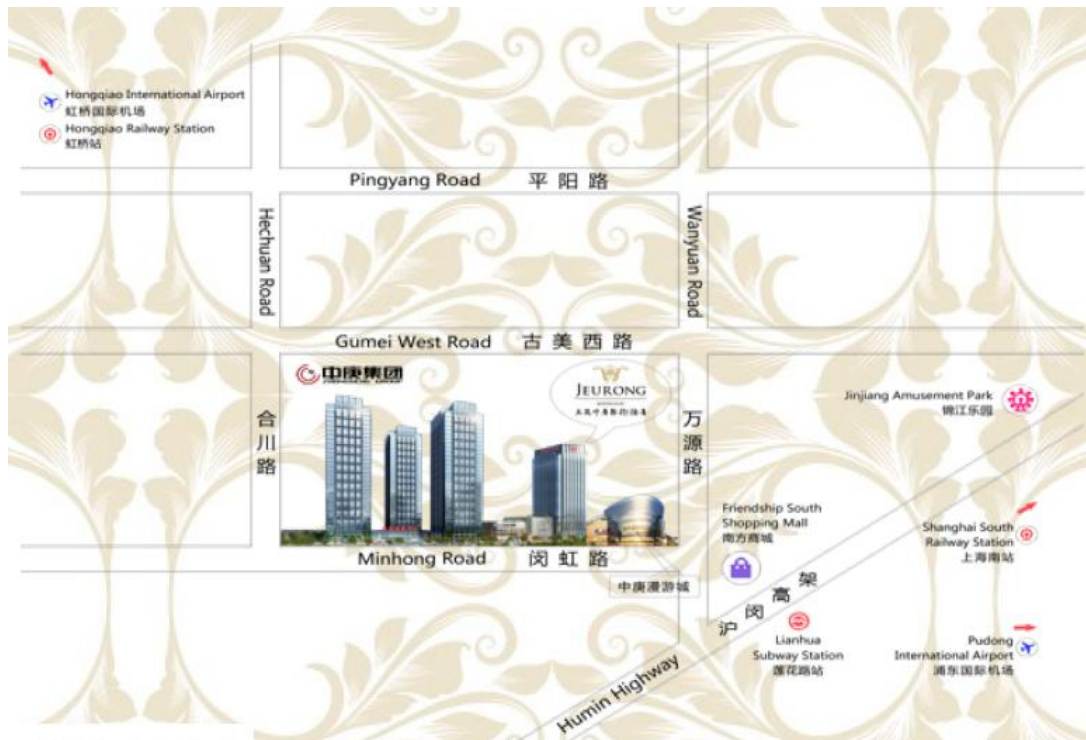 Hongqiao International Airport
虹桥国际机场
Hongqiao Railway Station
虹桥站
Pingyang Road 平阳路
Hechuan Road
Wanyuan Road
Gumei West Road 古美西路
中庚集团
JEURONG
合川路
万源路
Jinjiang Amusement Park
锦江乐园
Friendship South
Shopping Mall
南方商城
Shanghai South
Railway Station
上海南站
Minhong Road 闵虹路
中庚漫游城
沪闵高架
Lianhua
Subway Station
莲花路站
Pudong
International Airport
浦东国际机场
Humin Highway